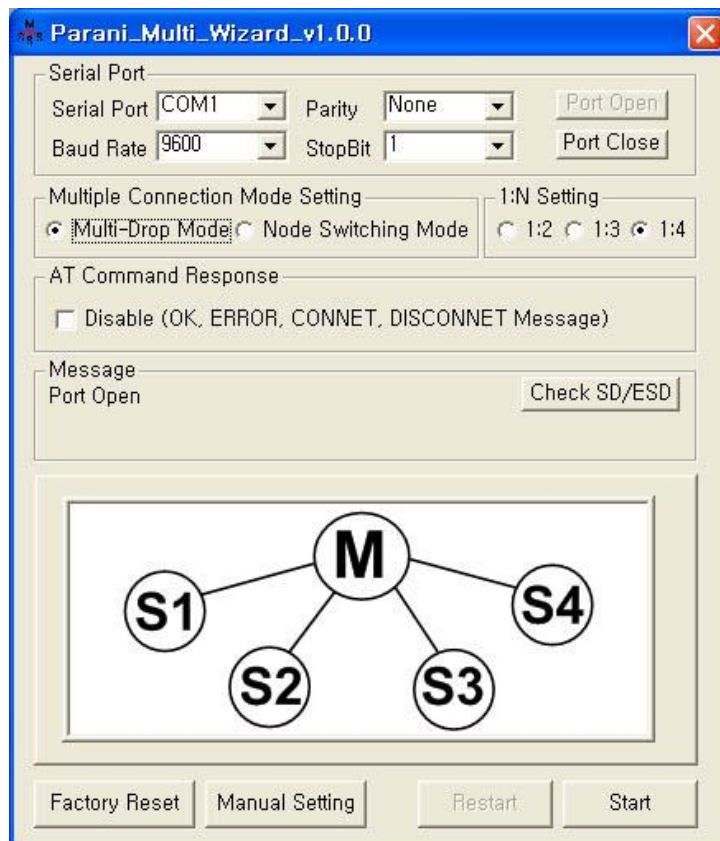 Parani_Multi_Wizard_v1.0.0
Serial Port
Serial Port COM1 Parity None Port Open
Baud Rate 9600 StopBit 1 Port Close
Multiple Connection Mode Setting 1:N Setting
Multi-Drop Mode Node Switching Mode 1:2 1:3 1:4
AT Command Response
Disable (OK, ERROR, CONNET, DISCONNET Message)
Message
Port Open Check SD/ESD
M
S1 S4
S2 S3
Factory Reset Manual Setting Restart Start